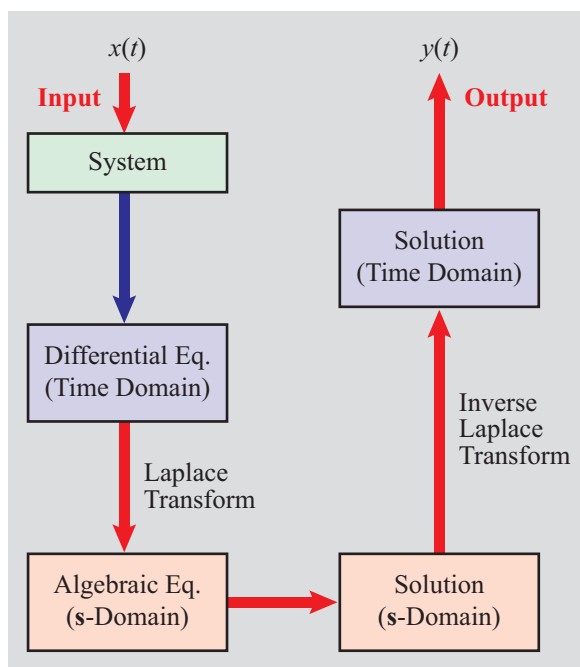 x(t)
Input
System
Differential Eq.
(Time Domain)
Laplace
Transform
Algebraic Eq.
(s-Domain)
Solution
(s-Domain)
Inverse
Laplace
Transform
Solution
(Time Domain)
Output
y(t)